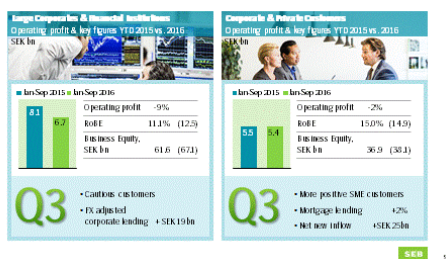 Large Corporates & Financial Institutions
Operating profit & key figures YTD 2015 vs. 2016
SEK bn
Jan-Sep 2015 Jan-Sep 2016
8.1
6.7
Operating profit -9%
RoBE 11.1% (12.5)
Business Equity,
SEK bn 61.6 (67.1)
Q3
• Cautious customers
• FX adjusted
corporate lending + SEK 19 bn
Corporate & Private Customers
Operating profit & key figures YTD 2015 vs. 2016
SEK bn
Jan-Sep 2015 Jan-Sep 2016
5.5
5.4
Operating profit -2%
RoBE 15.0% (14.9)
Business Equity,
SEK bn 36.9 (38.1)
Q3
• More positive SME customers
• Mortgage lending +2%
• Net new inflow +SEK 25bn
SEB